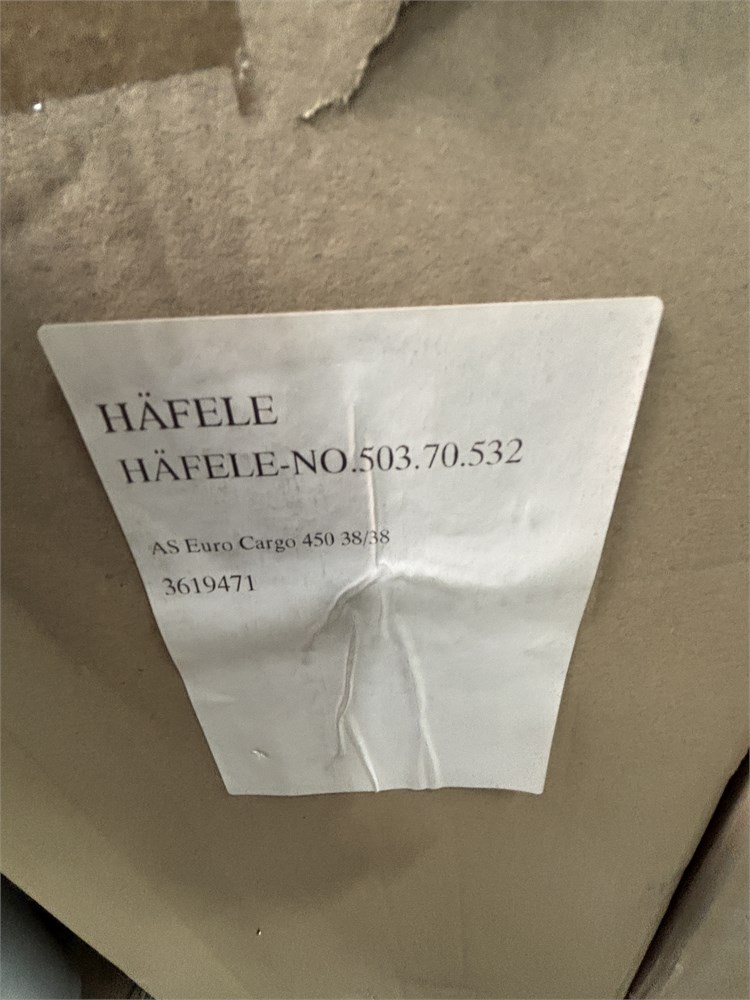 HÄFELE
HÄFELE-NO.503.70.532
AS Euro Cargo 450 38/38
3619471